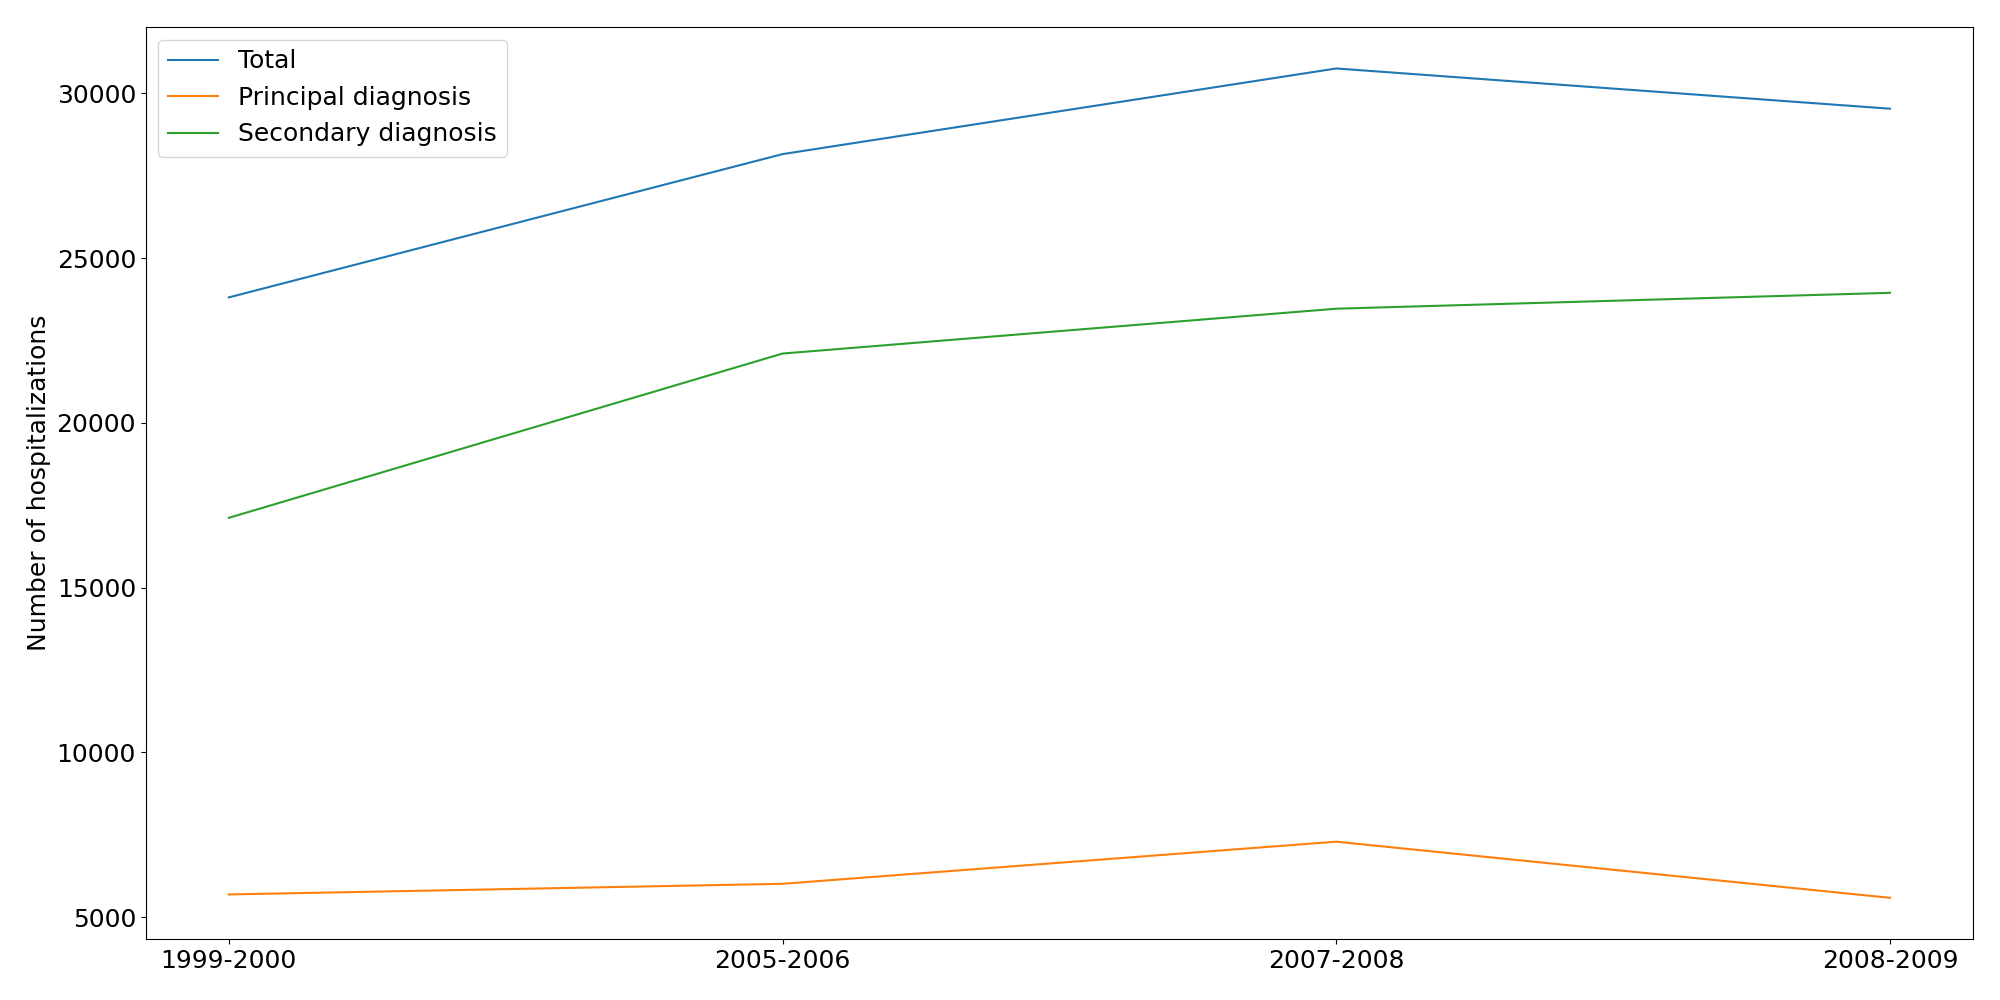 Total
Principal diagnosis
Secondary diagnosis
Number of hospitalizations
30000
25000
20000
15000
10000
5000
1999-2000 2005-2006 2007-2008 2008-2009